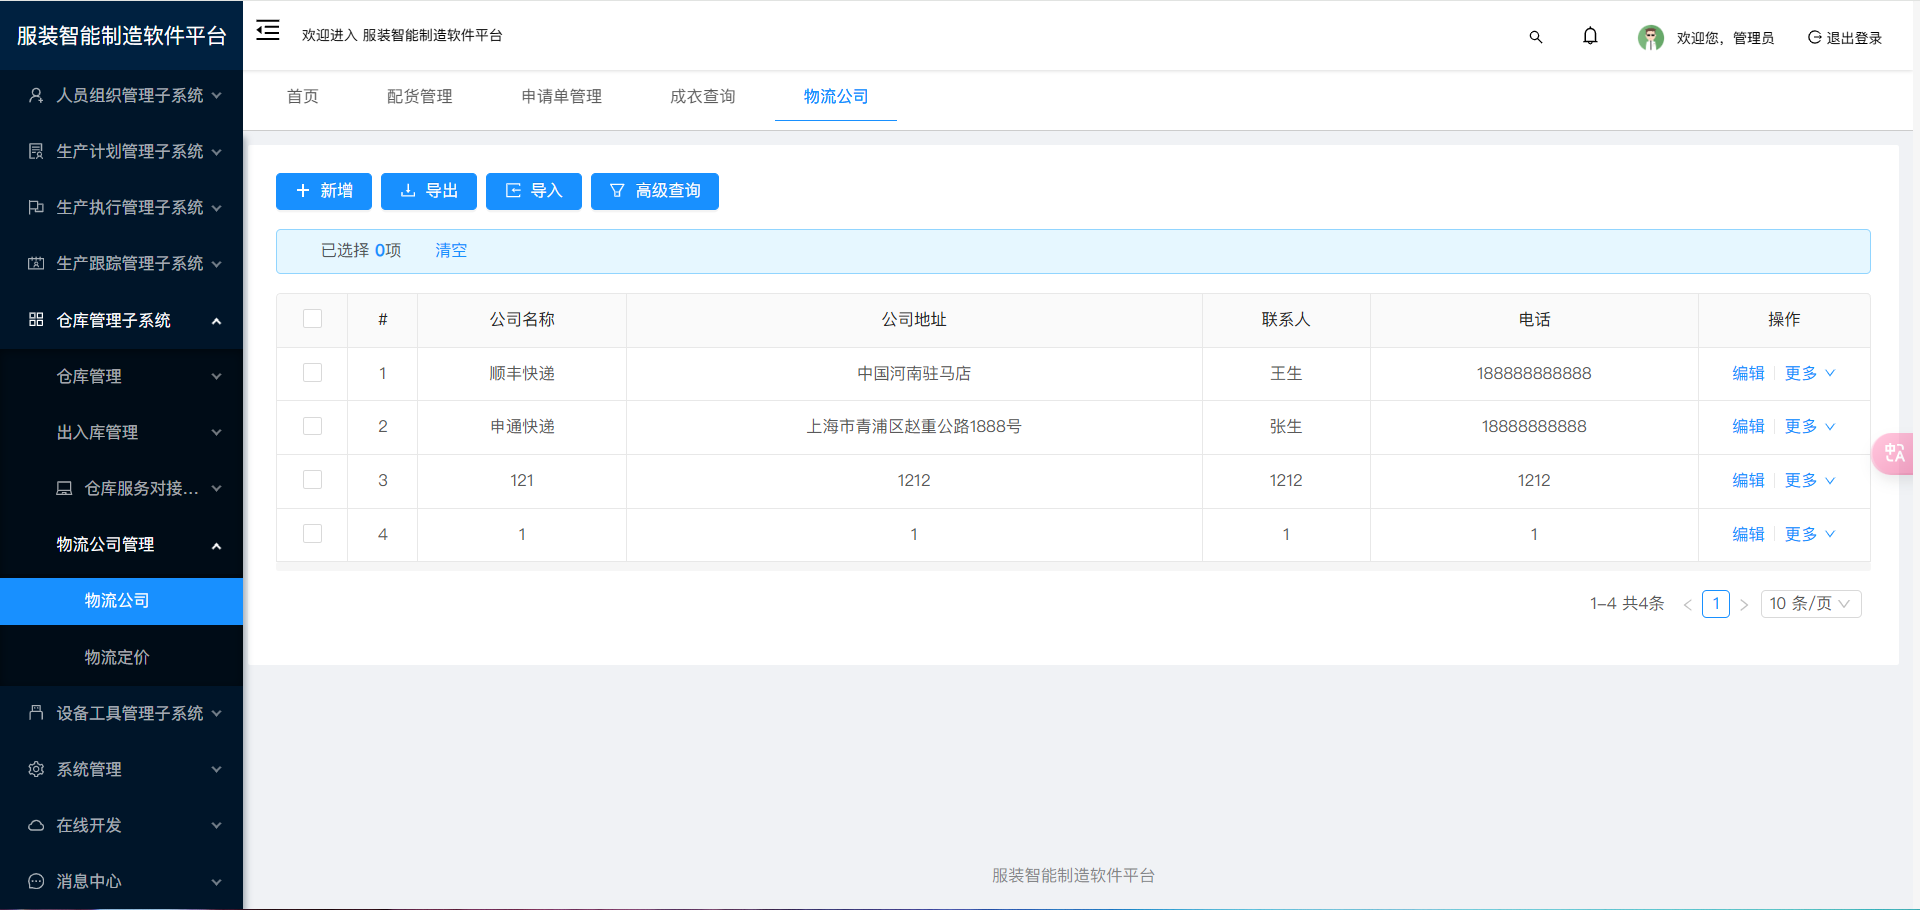 服装智能制造软件平台
欢迎进入 服装智能制造软件平台
欢迎您，管理员
退出登录
人员组织管理子系统
生产计划管理子系统
生产执行管理子系统
生产跟踪管理子系统
仓库管理子系统
仓库管理
出入库管理
仓库服务对接...
物流公司管理
物流公司
物流定价
设备工具管理子系统
系统管理
在线开发
消息中心
首页 配货管理 申请单管理 成衣查询 物流公司
新增 导出 导入 高级查询
已选择 0项 清空
# 公司名称 公司地址 联系人 电话 操作
1 顺丰快递 中国河南驻马店 王生 188888888888 编辑 更多
2 申通快递 上海市青浦区赵重公路1888号 张生 18888888888 编辑 更多
3 121 1212 1212 1212 编辑 更多
4 1 1 1 1 编辑 更多
1-4 共4条 < 1 > 10 条/页
服装智能制造软件平台